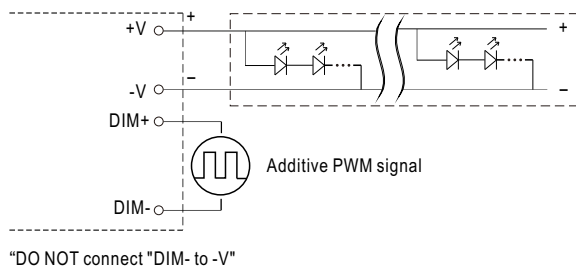 +V
+
+
-V
−
−
DIM+
Additive PWM signal
DIM-
“DO NOT connect "DIM- to -V"